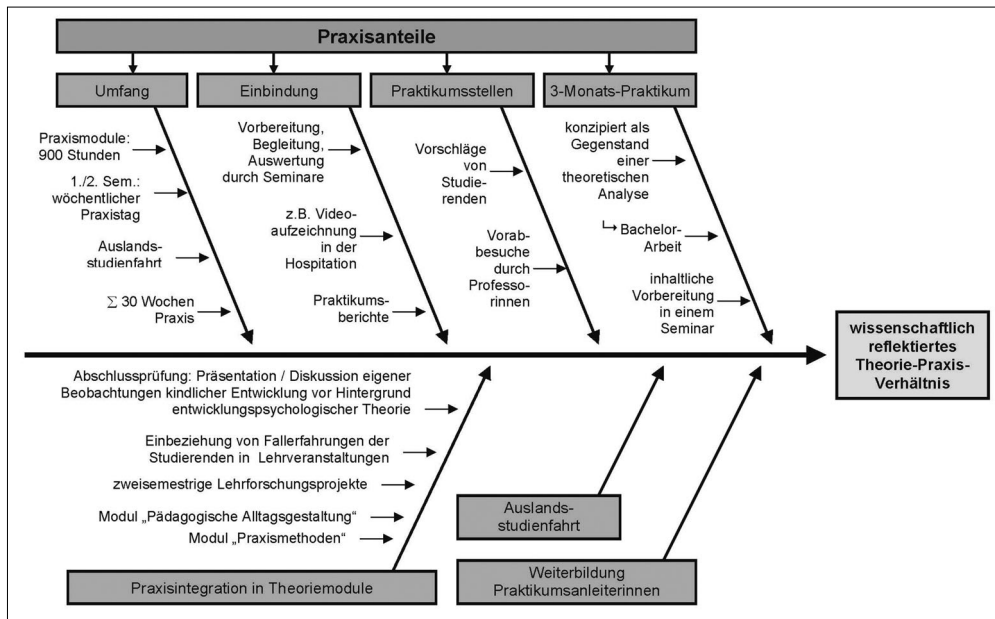 Praxisanteile
Umfang
Einbindung
Praktikumsstellen
3-Monats-Praktikum
Praxismodule:
900 Stunden
1./2. Sem.:
wöchentlicher
Praxistag
Auslands-
studienfahrt
∑ 30 Wochen
Praxis
Vorbereitung,
Begleitung,
Auswertung
durch Seminare
z.B. Video-
aufzeichnung
in der
Hospitation
Praktikums-
berichte
Vorschläge
von
Studie-
renden
Vorab-
besuche
durch
Professo-
rinnen
konzipiert als
Gegenstand
einer
theoretischen
Analyse
↳ Bachelor-
Arbeit
inhaltliche
Vorbereitung
in einem
Seminar
wissenschaftlich
reflektiertes
Theorie-Praxis-
Verhältnis
Abschlussprüfung: Präsentation / Diskussion eigener
Beobachtungen kindlicher Entwicklung vor Hintergrund
entwicklungspsychologischer Theorie
Einbeziehung von Fallerfahrungen der
Studierenden in Lehrveranstaltungen
zweisemestrige Lehrforschungsprojekte
Modul „Pädagogische Alltagsgestaltung“
Modul „Praxismethoden“
Praxisintegration in Theoriemodule
Auslands-
studienfahrt
Weiterbildung
Praktikumsanleiterinnen